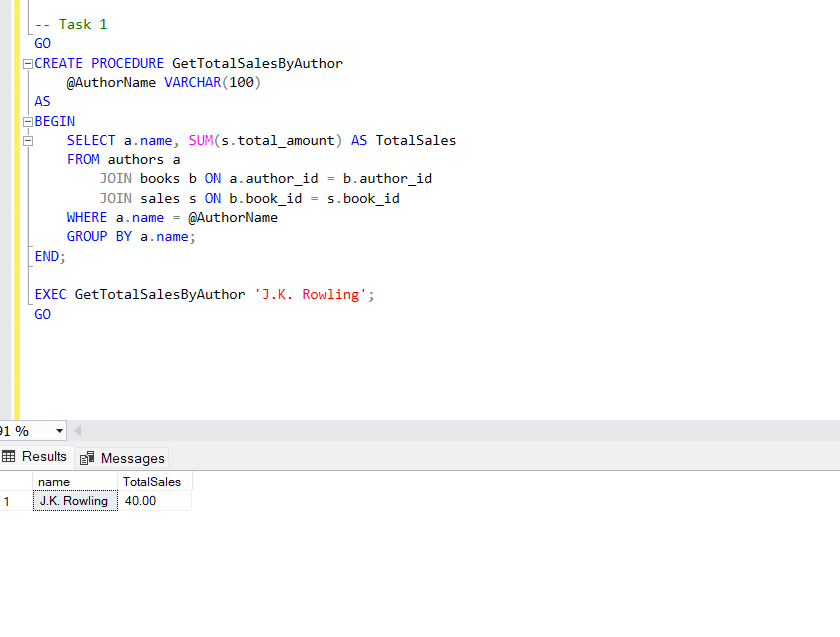 -- Task 1
GO
CREATE PROCEDURE GetTotalSalesByAuthor
    @AuthorName VARCHAR(100)
AS
BEGIN
    SELECT a.name, SUM(s.total_amount) AS TotalSales
    FROM authors a
        JOIN books b ON a.author_id = b.author_id
        JOIN sales s ON b.book_id = s.book_id
    WHERE a.name = @AuthorName
    GROUP BY a.name;
END;

EXEC GetTotalSalesByAuthor 'J.K. Rowling';
GO
91 %
Results Messages
name TotalSales
1 J.K. Rowling 40.00